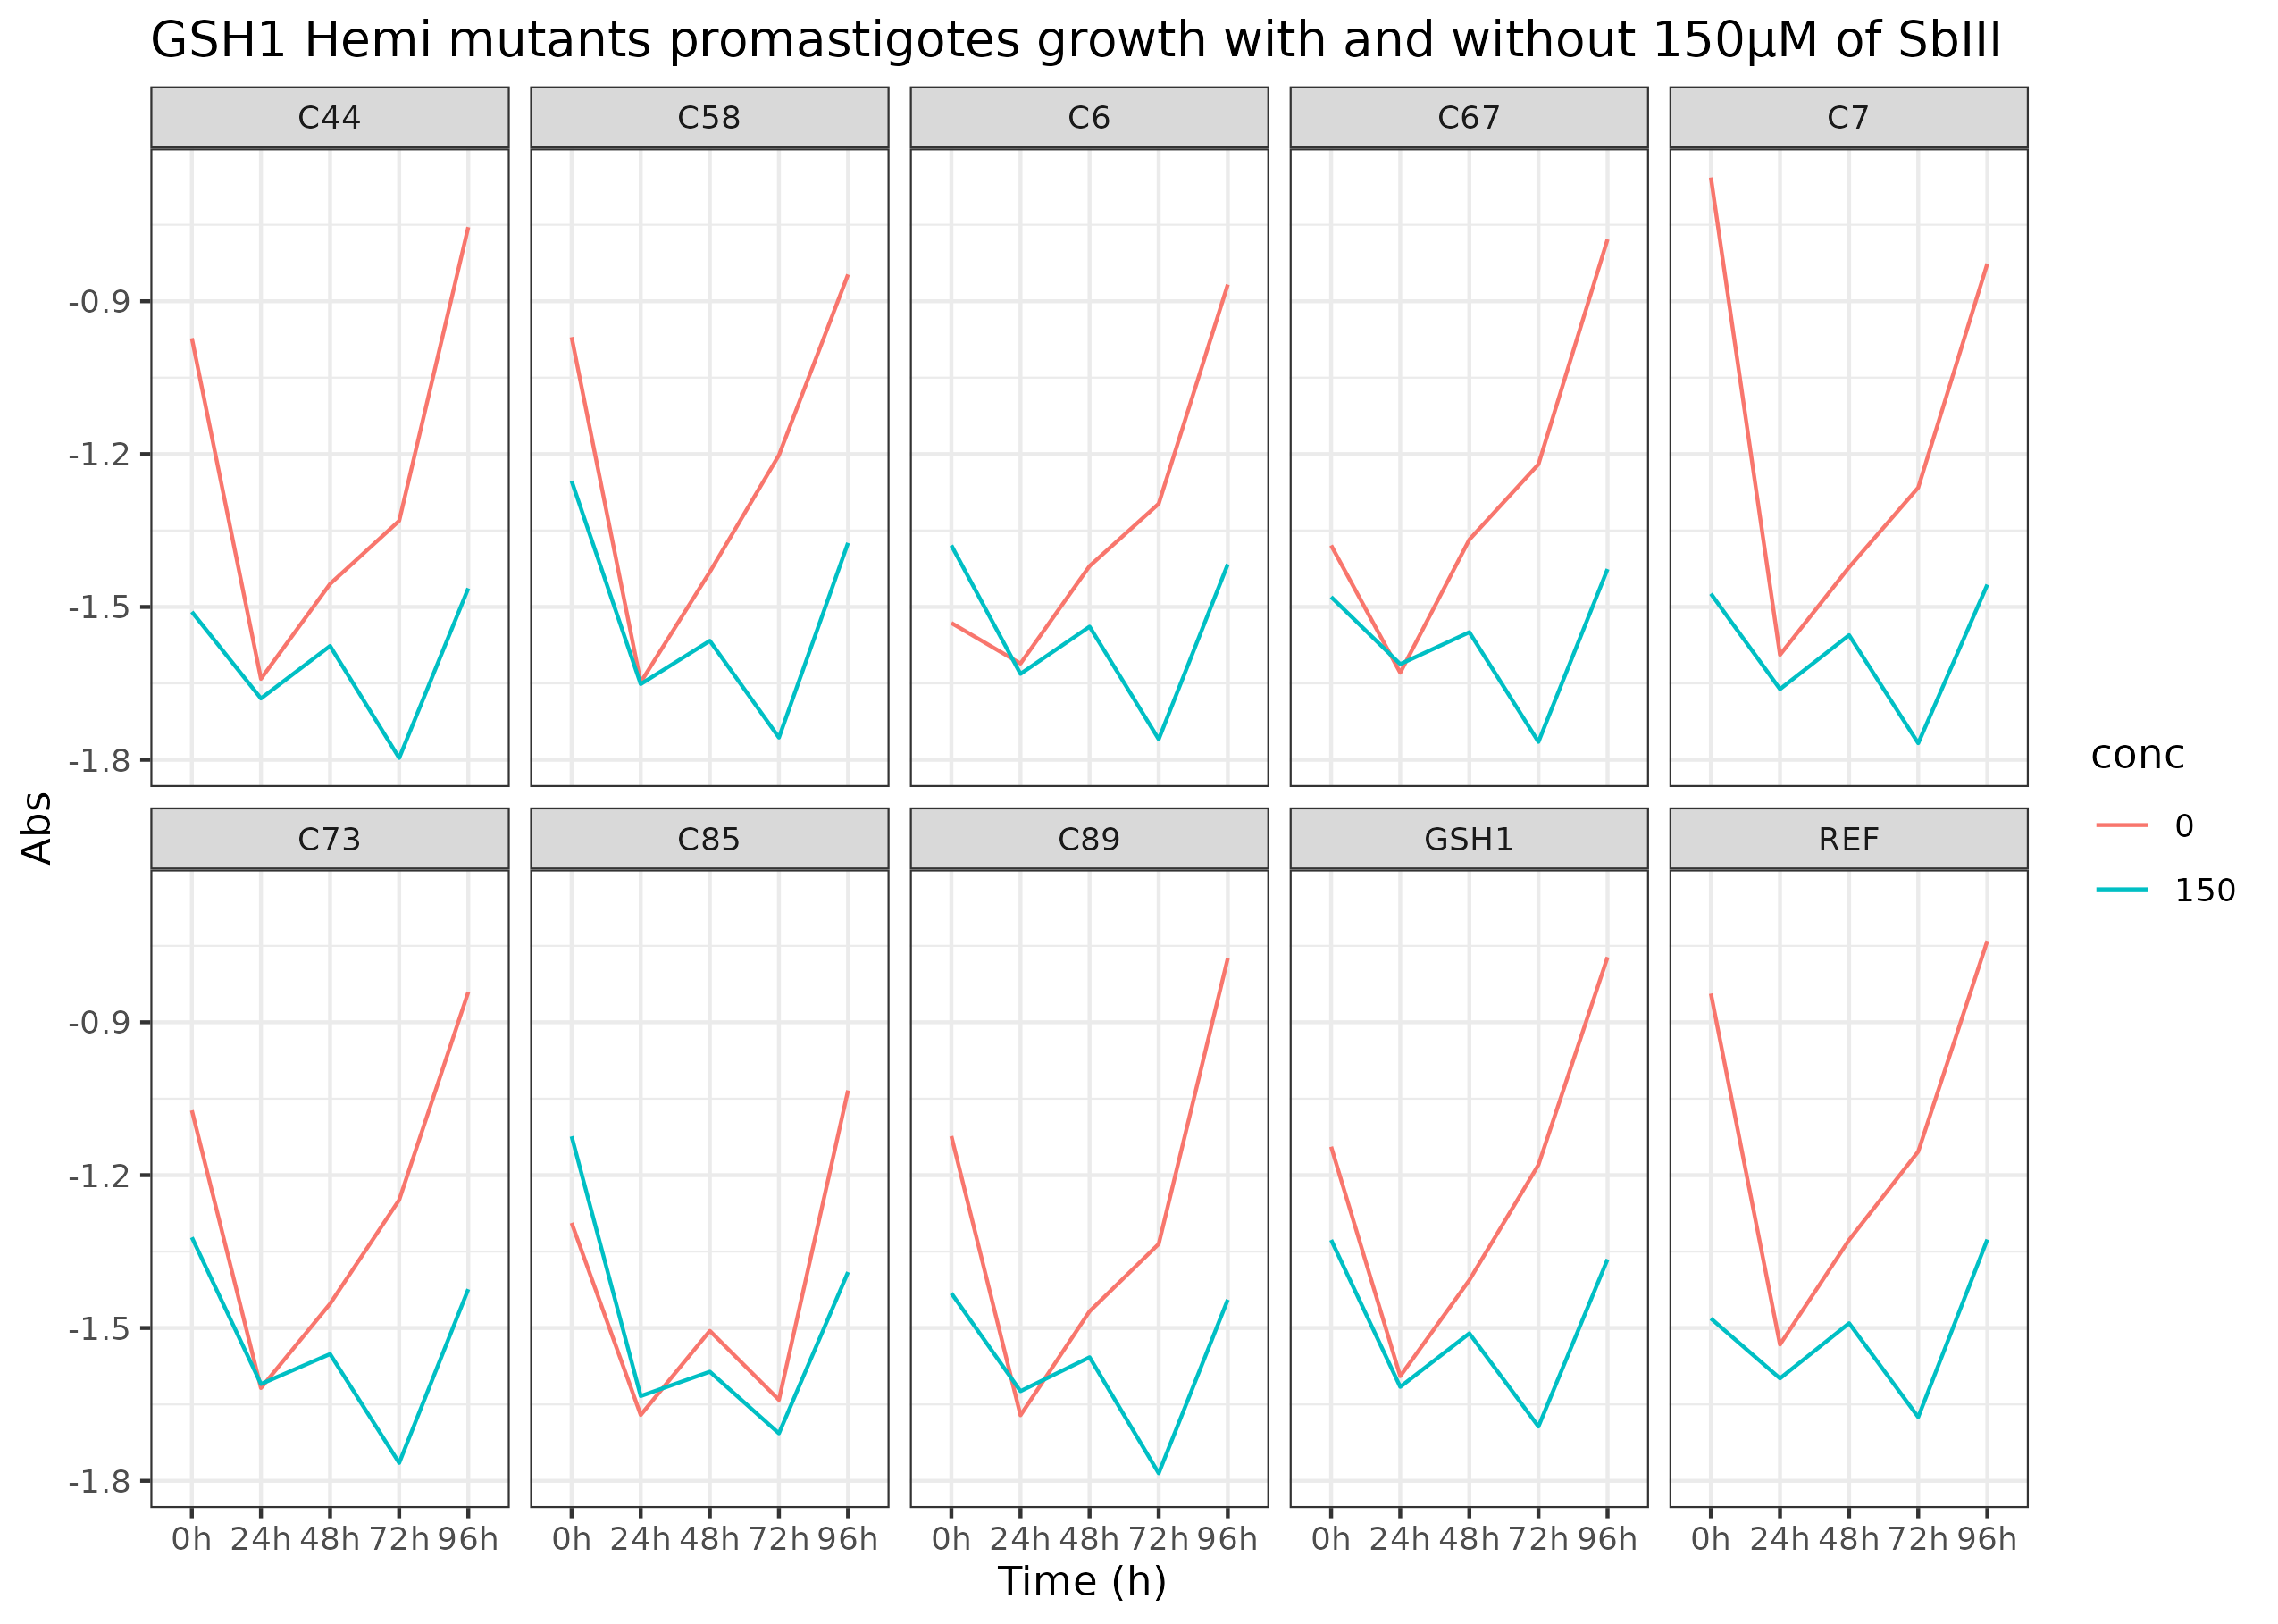 GSH1 Hemi mutants promastigotes growth with and without 150µM of SbIII
C44 C58 C6 C67 C7
-0.9
-1.2
-1.5
-1.8
C73 C85 C89 GSH1 REF
-0.9
-1.2
-1.5
-1.8
0h 24h 48h 72h 96h 0h 24h 48h 72h 96h 0h 24h 48h 72h 96h 0h 24h 48h 72h 96h 0h 24h 48h 72h 96h
Time (h)
Abs
conc
0
150